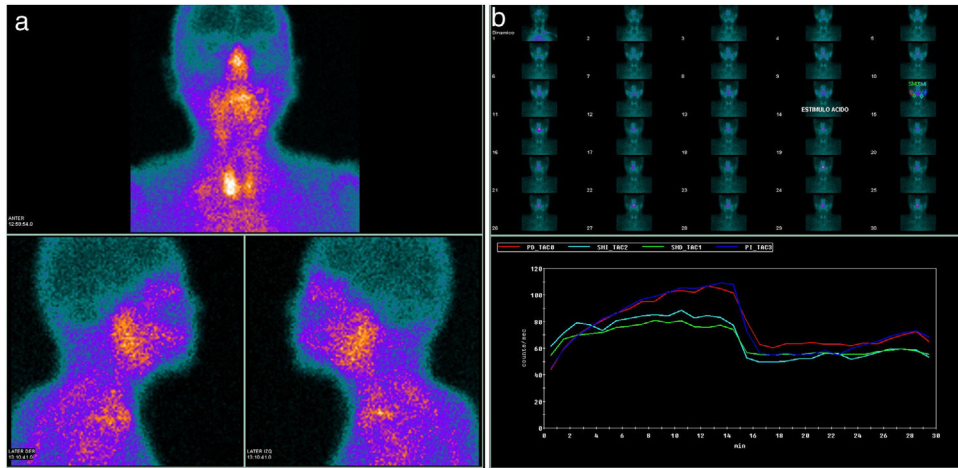 a
ANTER
12:59:54.0
LATER DER
13:10:41.0
LATER IZQ
13:10:41.0
b
Dinamico
1 2 3 4 5
6 7 8 9 10
11 12 13 14 15
ESTIMULO ACIDO
16 17 18 19 20
21 22 23 24 25
26 27 28 29 30
PD_TAC0 SMI_TAC2 SMD_TAC1 PI_TAC3
120
100
80
60
40
20
0
counts/sec
0 2 4 6 8 10 12 14 16 18 20 22 24 26 28 30
min